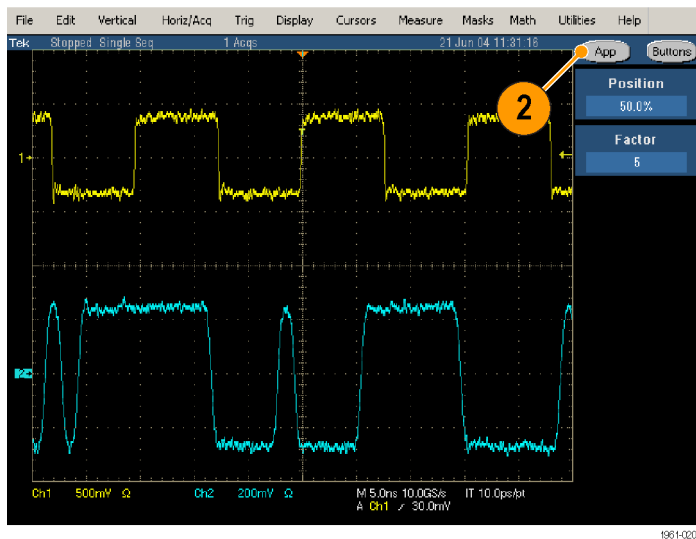 File Edit Vertical Horiz/Acq Trig Display Cursors Measure Masks Math Utilities Help
Tek Stopped Single Seq 1 Acqs 21 Jun 04 11:31:16
App Buttons
2
Position
50.0%
Factor
5
1
2
Ch1 500mV Ω Ch2 200mV Ω M 5.0ns 10.0GS/s IT 10.0ps/pt
A Ch1 / 30.0mV
1961-020